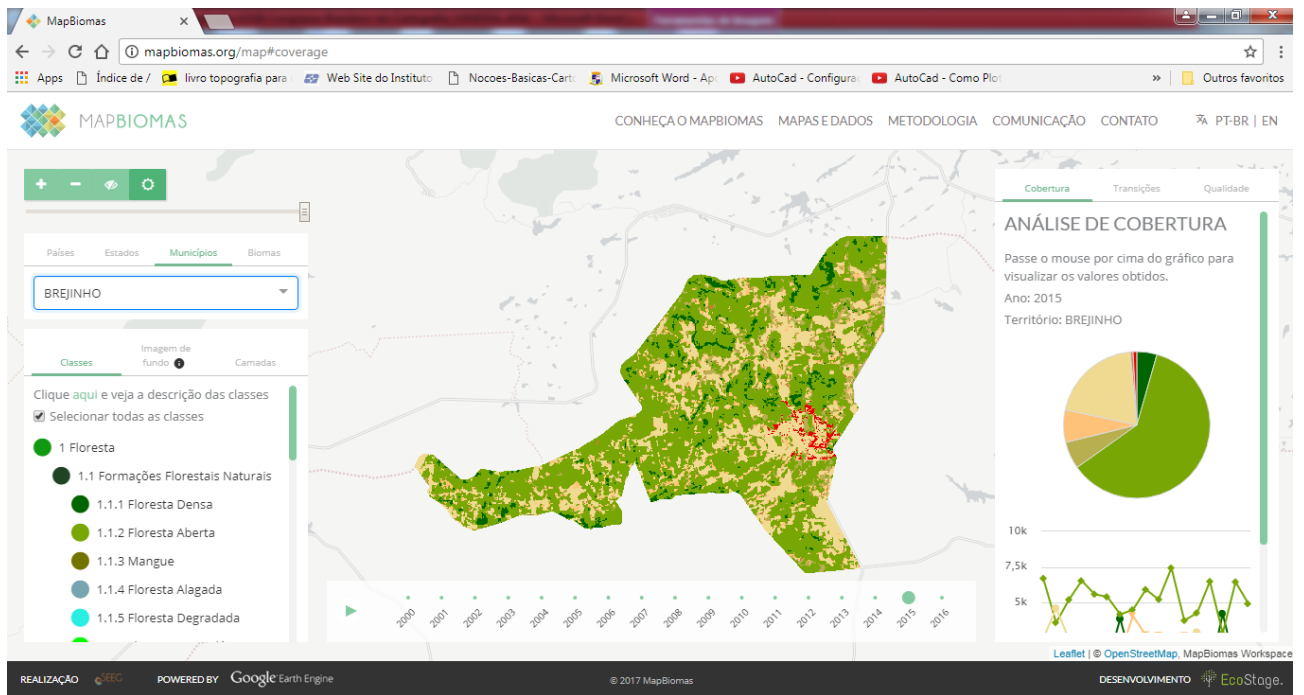 MapBiomas
mapbiomas.org/map#coverage
Apps Índice de / livro topografia para Web Site do Instituto Nocoes-Basicas-Carto Microsoft Word - Apo AutoCad - Configura AutoCad - Como Plot » Outros favoritos
MAPBIOMAS
CONHEÇA O MAPBIOMAS MAPAS E DADOS METODOLOGIA COMUNICAÇÃO CONTATO PT-BR | EN
Países Estados Municípios Biomas
BREJINHO
Classes Imagem de fundo Camadas
Clique aqui e veja a descrição das classes
Selecionar todas as classes
1 Floresta
1.1 Formações Florestais Naturais
1.1.1 Floresta Densa
1.1.2 Floresta Aberta
1.1.3 Mangue
1.1.4 Floresta Alagada
1.1.5 Floresta Degradada
2000 2001 2002 2003 2004 2005 2006 2007 2008 2009 2010 2011 2012 2013 2014 2015 2016
Cobertura Transições Qualidade
ANÁLISE DE COBERTURA
Passe o mouse por cima do gráfico para
visualizar os valores obtidos.
Ano: 2015
Território: BREJINHO
10k
7,5k
5k
Leaflet | © OpenStreetMap, MapBiomas Workspace
REALIZAÇÃO SEEG POWERED BY Google Earth Engine © 2017 MapBiomas DESENVOLVIMENTO EcoStage.